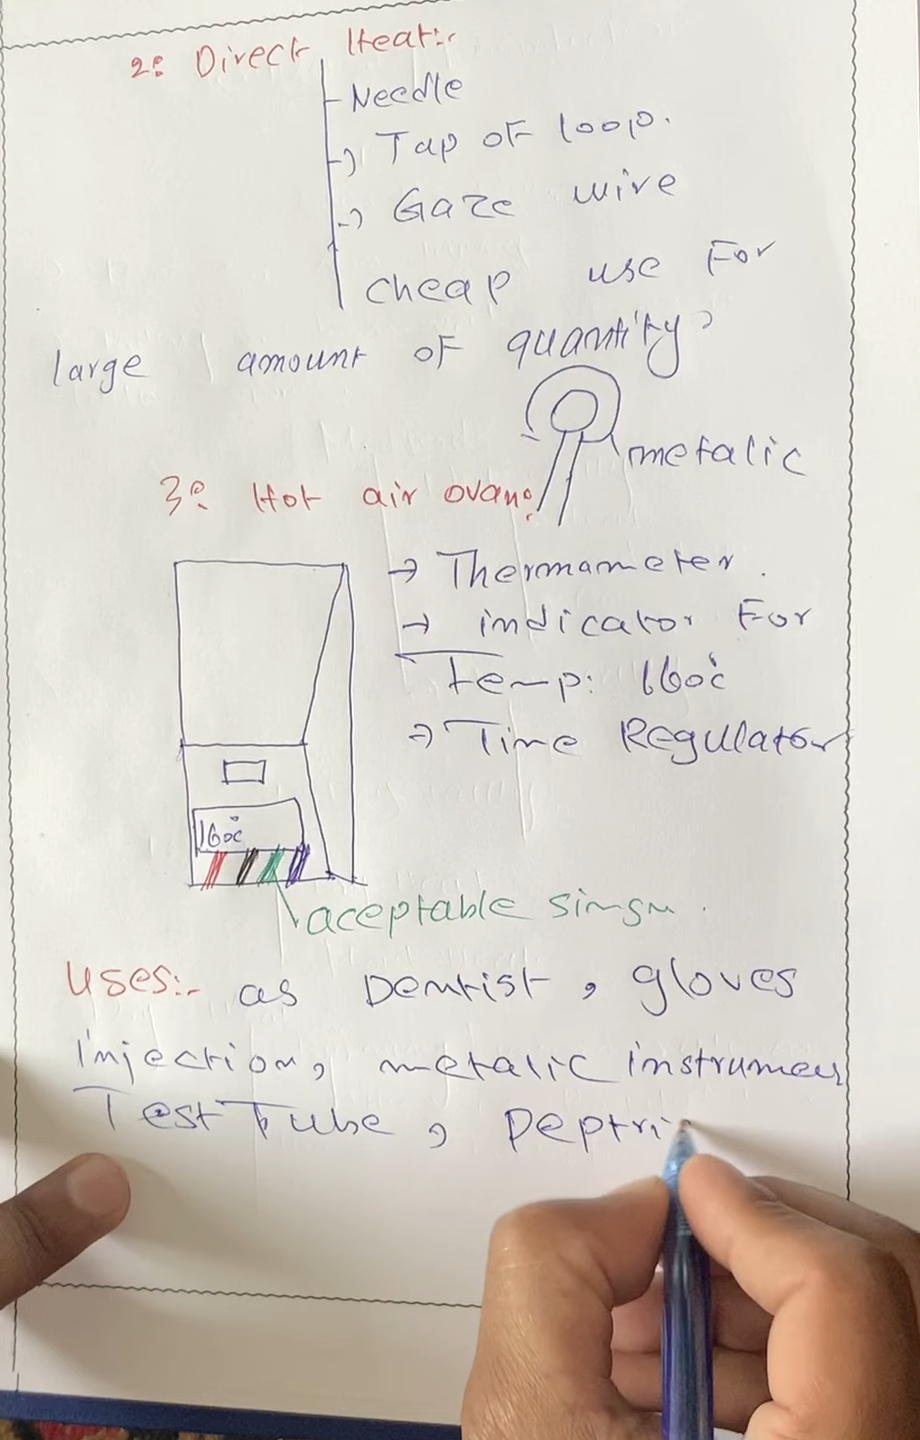 2: Direct Heat:-
Needle
→ Tap of loop.
→ Gaze wire
cheap use For
large amount of quantity
metalic
3: Hot air ovan:
→ Thermameter.
→ indicator For
Temp: 160°c
→ Time Regulator
160°c
aceptable
uses:- as Dentist, gloves
injection, metalic
Test Tube, Peptri